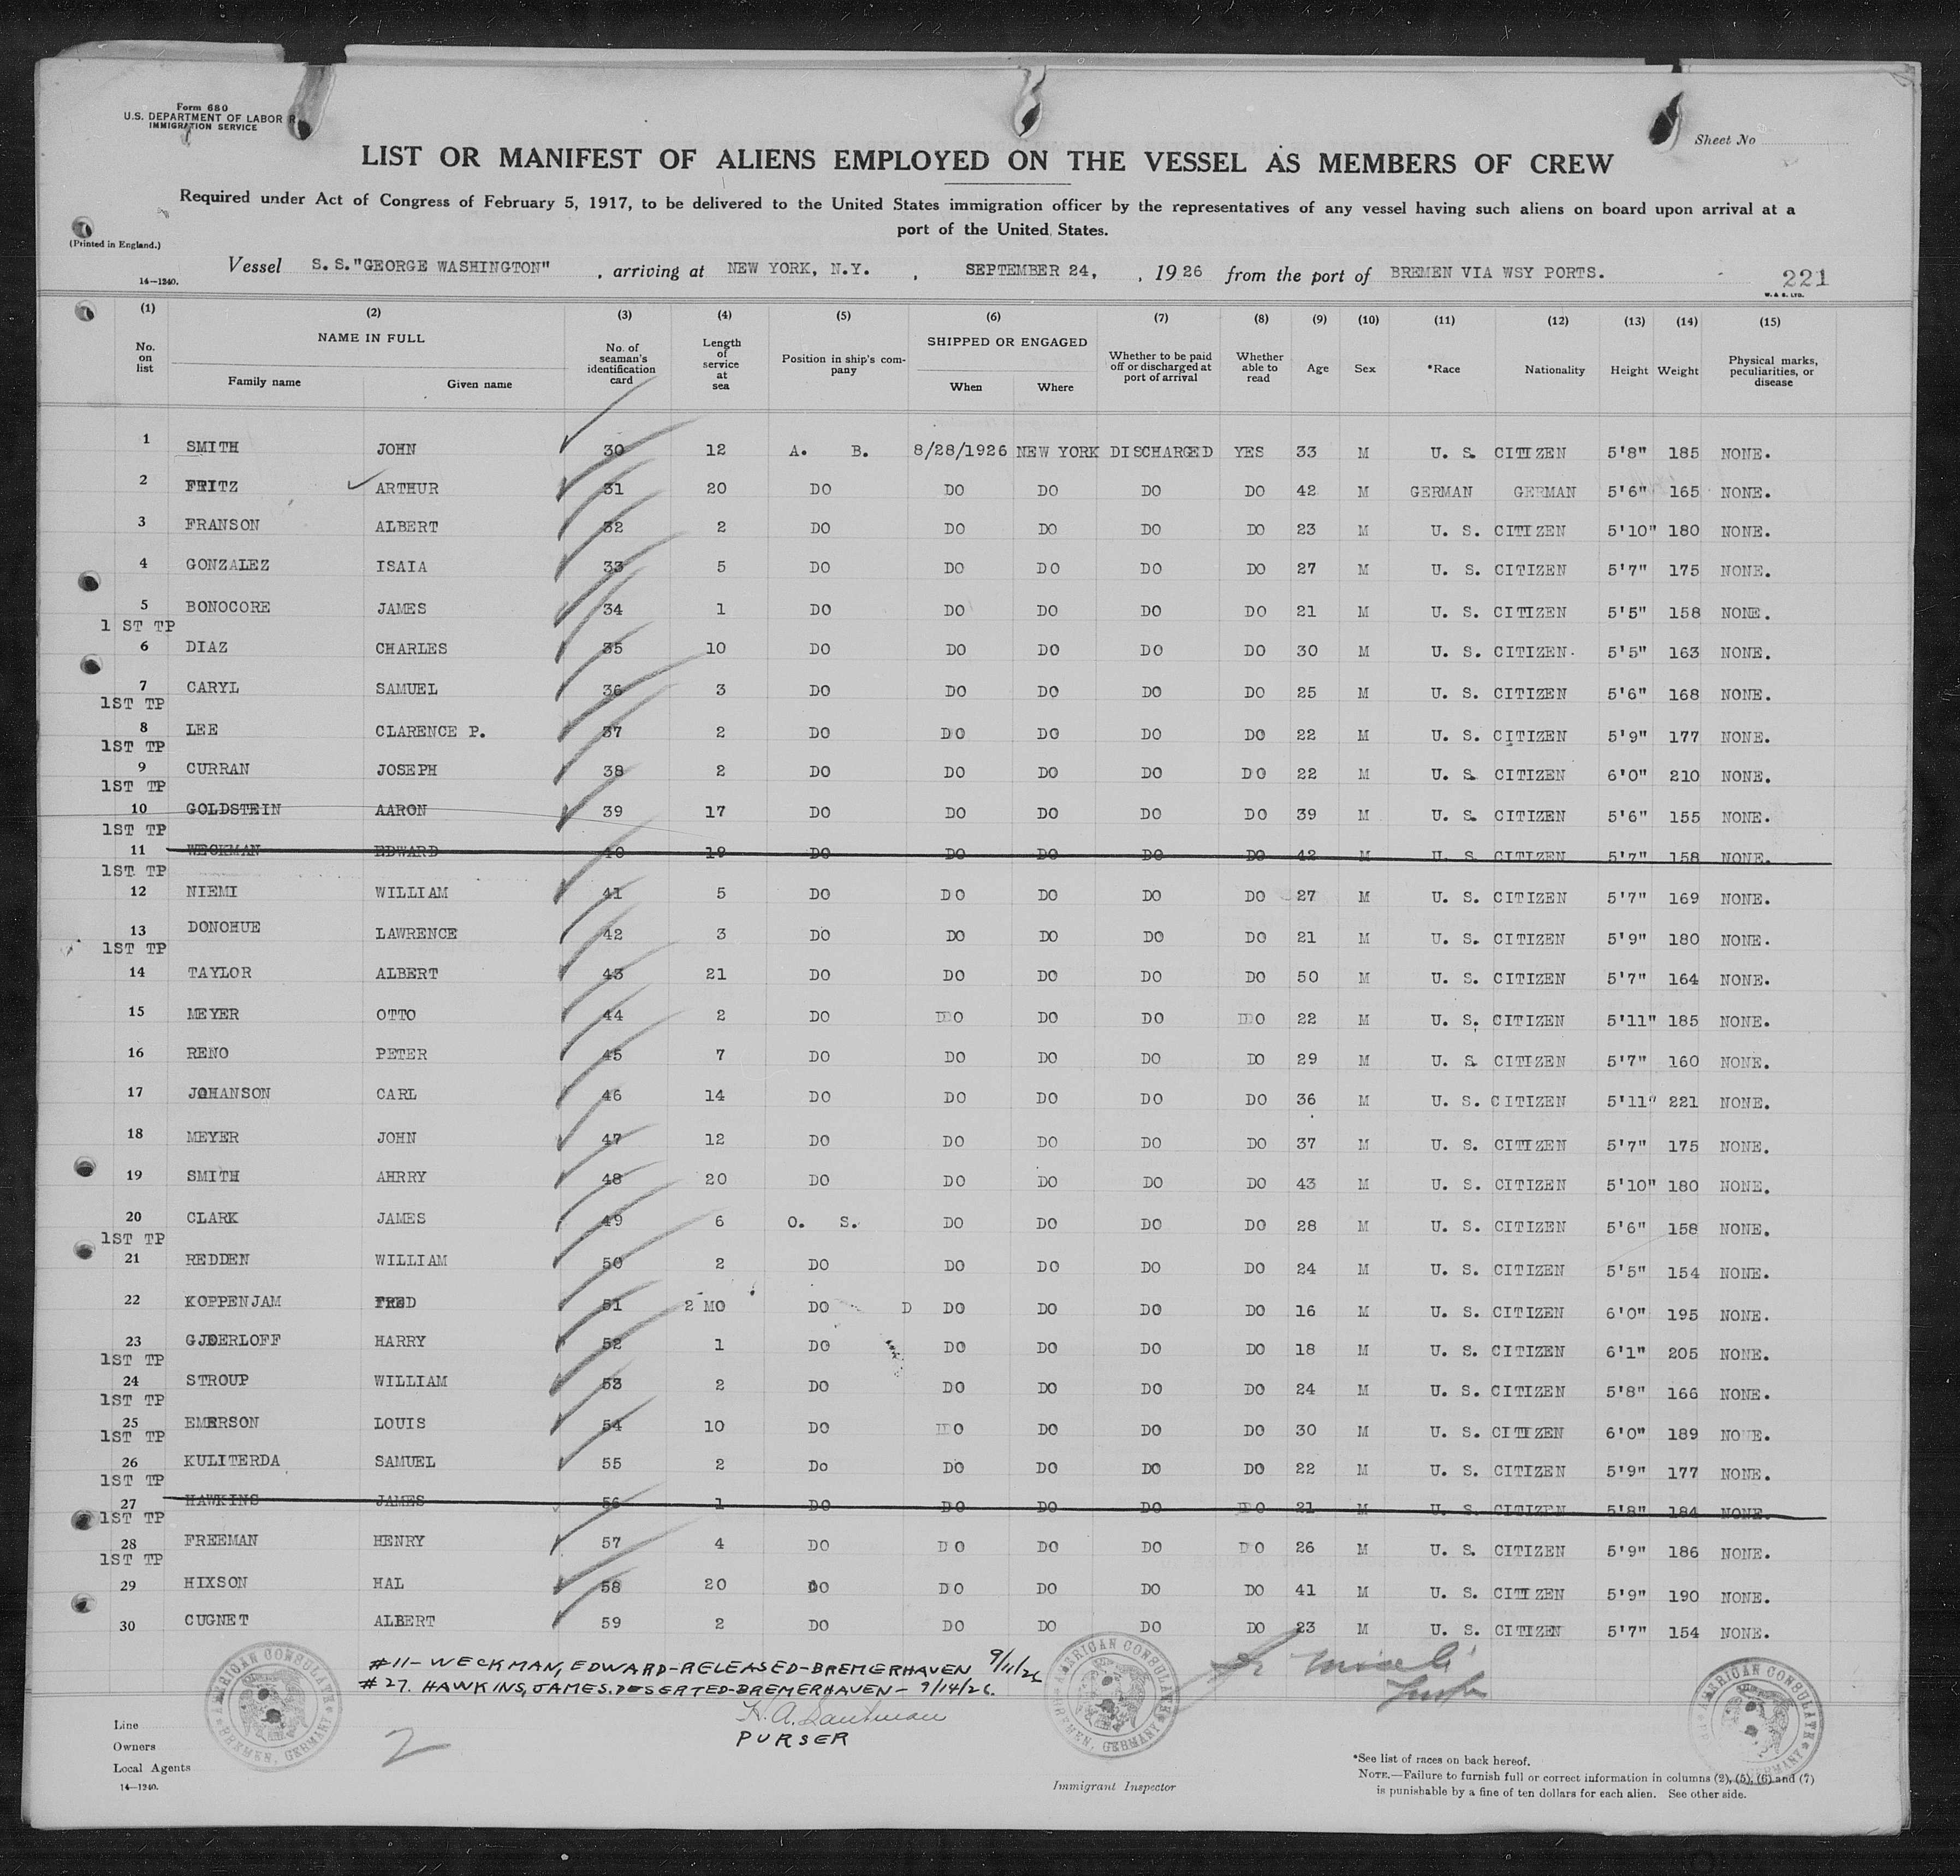 Form 680
U.S. DEPARTMENT OF LABOR
IMMIGRATION SERVICE
Sheet No
LIST OR MANIFEST OF ALIENS EMPLOYED ON THE VESSEL AS MEMBERS OF CREW
Required under Act of Congress of February 5, 1917, to be delivered to the United States immigration officer by the representatives of any vessel having such aliens on board upon arrival at a
port of the United States.
(Printed in England.)
Vessel S.S."GEORGE WASHINGTON" , arriving at NEW YORK, N.Y. , SEPTEMBER 24, , 1926 from the port of BREMEN VIA WSY PORTS.
14—1240.
221
W. & S. LTD.
(1) (2) (3) (4) (5) (6) (7) (8) (9) (10) (11) (12) (13) (14) (15)
No. on list NAME IN FULL Family name Given name No. of seaman's identification card Length of service at sea Position in ship's company SHIPPED OR ENGAGED When Where Whether to be paid off or discharged at port of arrival Whether able to read Age Sex *Race Nationality Height Weight Physical marks, peculiarities, or disease
1 SMITH JOHN 30 12 A. B. 8/28/1926 NEW YORK DISCHARGED YES 33 M U. S. CITIZEN 5'8" 185 NONE.
2 FRITZ ARTHUR 31 20 DO DO DO DO DO 42 M GERMAN GERMAN 5'6" 165 NONE.
3 FRANSON ALBERT 32 2 DO DO DO DO DO 23 M U. S. CITIZEN 5'10" 180 NONE.
4 GONZALEZ ISAIA 33 5 DO DO DO DO DO 27 M U. S. CITIZEN 5'7" 175 NONE.
5 BONOCORE JAMES 34 1 DO DO DO DO DO 21 M U. S. CITIZEN 5'5" 158 NONE.
1 ST TP
6 DIAZ CHARLES 35 10 DO DO DO DO DO 30 M U. S. CITIZEN. 5'5" 163 NONE.
7 CARYL SAMUEL 36 3 DO DO DO DO DO 25 M U. S. CITIZEN 5'6" 168 NONE.
1ST TP
8 LEE CLARENCE P. 37 2 DO DO DO DO DO 22 M U. S. CITIZEN 5'9" 177 NONE.
1ST TP
9 CURRAN JOSEPH 38 2 DO DO DO DO DO 22 M U. S. CITIZEN 6'0" 210 NONE.
1ST TP
10 GOLDSTEIN AARON 39 17 DO DO DO DO DO 39 M U. S. CITIZEN 5'6" 155 NONE.
1ST TP
11 WECKMAN EDWARD 40 19 DO DO DO DO DO 42 M U. S. CITIZEN 5'7" 158 NONE.
1ST TP
12 NIEMI WILLIAM 41 5 DO DO DO DO DO 27 M U. S. CITIZEN 5'7" 169 NONE.
13 DONOHUE LAWRENCE 42 3 DO DO DO DO DO 21 M U. S. CITIZEN 5'9" 180 NONE.
1ST TP
14 TAYLOR ALBERT 43 21 DO DO DO DO DO 50 M U. S. CITIZEN 5'7" 164 NONE.
15 MEYER OTTO 44 2 DO DO DO DO DO 22 M U. S. CITIZEN 5'11" 185 NONE.
16 RENO PETER 45 7 DO DO DO DO DO 29 M U. S. CITIZEN 5'7" 160 NONE.
17 JOHANSON CARL 46 14 DO DO DO DO DO 36 M U. S. CITIZEN 5'11" 221 NONE.
18 MEYER JOHN 47 12 DO DO DO DO DO 37 M U. S. CITIZEN 5'7" 175 NONE.
19 SMITH AHRRY 48 20 DO DO DO DO DO 43 M U. S. CITIZEN 5'10" 180 NONE.
20 CLARK JAMES 49 6 O. S. DO DO DO DO 28 M U. S. CITIZEN 5'6" 158 NONE.
1ST TP
21 REDDEN WILLIAM 50 2 DO DO DO DO DO 24 M U. S. CITIZEN 5'5" 154 NONE.
22 KOPPENJAM FRED 51 2 MO DO D DO DO DO DO 16 M U. S. CITIZEN 6'0" 195 NONE.
23 GJDERLOFF HARRY 52 1 DO DO DO DO DO 18 M U. S. CITIZEN 6'1" 205 NONE.
1ST TP
24 STROUP WILLIAM 53 2 DO DO DO DO DO 24 M U. S. CITIZEN 5'8" 166 NONE.
1ST TP
25 EMERSON LOUIS 54 10 DO DO DO DO DO 30 M U. S. CITIZEN 6'0" 189 NONE.
1ST TP
26 KULITERDA SAMUEL 55 2 Do DO DO DO DO 22 M U. S. CITIZEN 5'9" 177 NONE.
1ST TP
27 HAWKINS JAMES 56 1 DO DO DO DO DO 21 M U. S. CITIZEN 5'8" 184 NONE.
1ST TP
28 FREEMAN HENRY 57 4 DO DO DO DO DO 26 M U. S. CITIZEN 5'9" 186 NONE.
1ST TP
29 HIXSON HAL 58 20 DO DO DO DO DO 41 M U. S. CITIZEN 5'9" 190 NONE.
30 CUGNET ALBERT 59 2 DO DO DO DO DO 23 M U. S. CITIZEN 5'7" 154 NONE.
#11- WECKMAN, EDWARD-RELEASED-BREMERHAVEN 9/11/26
#27. HAWKINS, JAMES. DESERTED-BREMERHAVEN- 9/14/26.
H. A.
PURSER
AMERICAN CONSULATE BREMEN, GERMANY
AMERICAN CONSULATE BREMEN, GERMANY
AMERICAN CONSULATE BREMEN, GERMANY
Line
Owners
Local Agents
14—1240.
2
Immigrant Inspector
*See list of races on back hereof.
NOTE.—Failure to furnish full or correct information in columns (2), (5), (6) and (7)
is punishable by a fine of ten dollars for each alien. See other side.